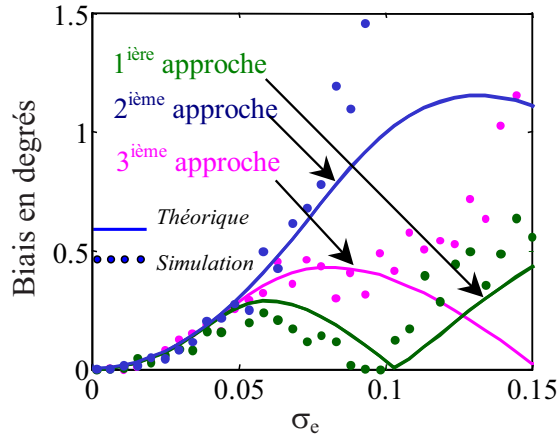 1.5
1
0.5
0
0
0.05
0.1
0.15
Biais en degrés
σe
1ière approche
2ième approche
3ième approche
Théorique
Simulation